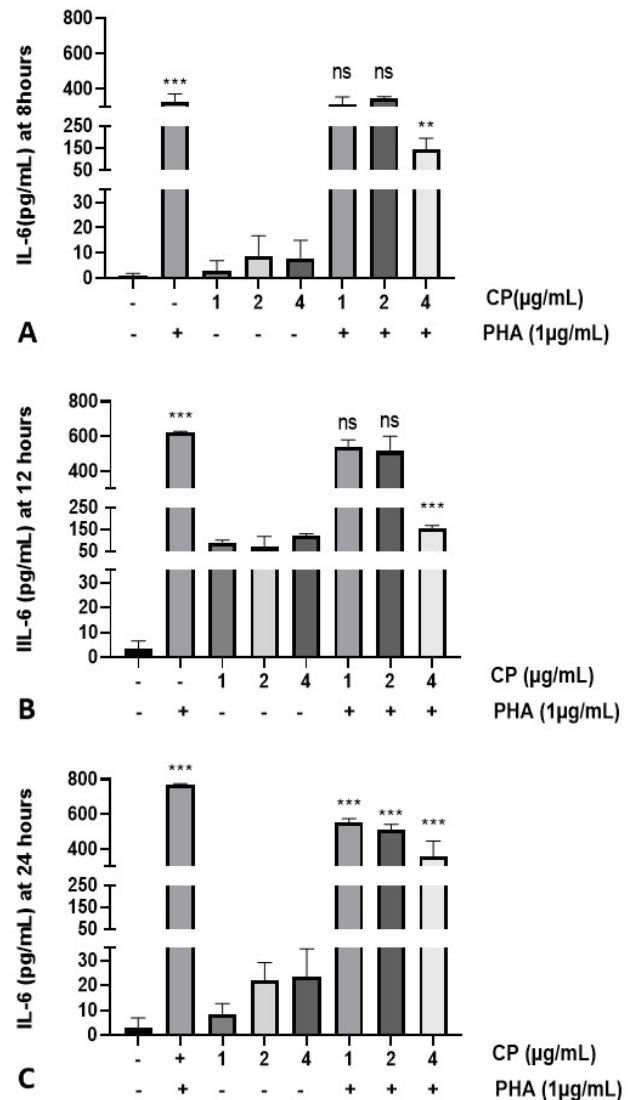 800
600
400
250
150
50
30
20
10
0
IL-6(pg/mL) at 8hours
*** ns ns **
- - 1 2 4 1 2 4 CP(µg/mL)
- + - - - + + + PHA (1µg/mL)
A
800
600
400
250
150
50
30
20
10
0
IIL-6 (pg/mL) at 12 hours
*** ns ns ***
- - 1 2 4 1 2 4 CP (µg/mL)
- + - - - + + + PHA (1µg/mL)
B
800
600
400
250
150
50
30
20
10
0
IL-6 (pg/mL) at 24 hours
*** *** *** ***
- + 1 2 4 1 2 4 CP (µg/mL)
- + - - - + + + PHA (1µg/mL)
C